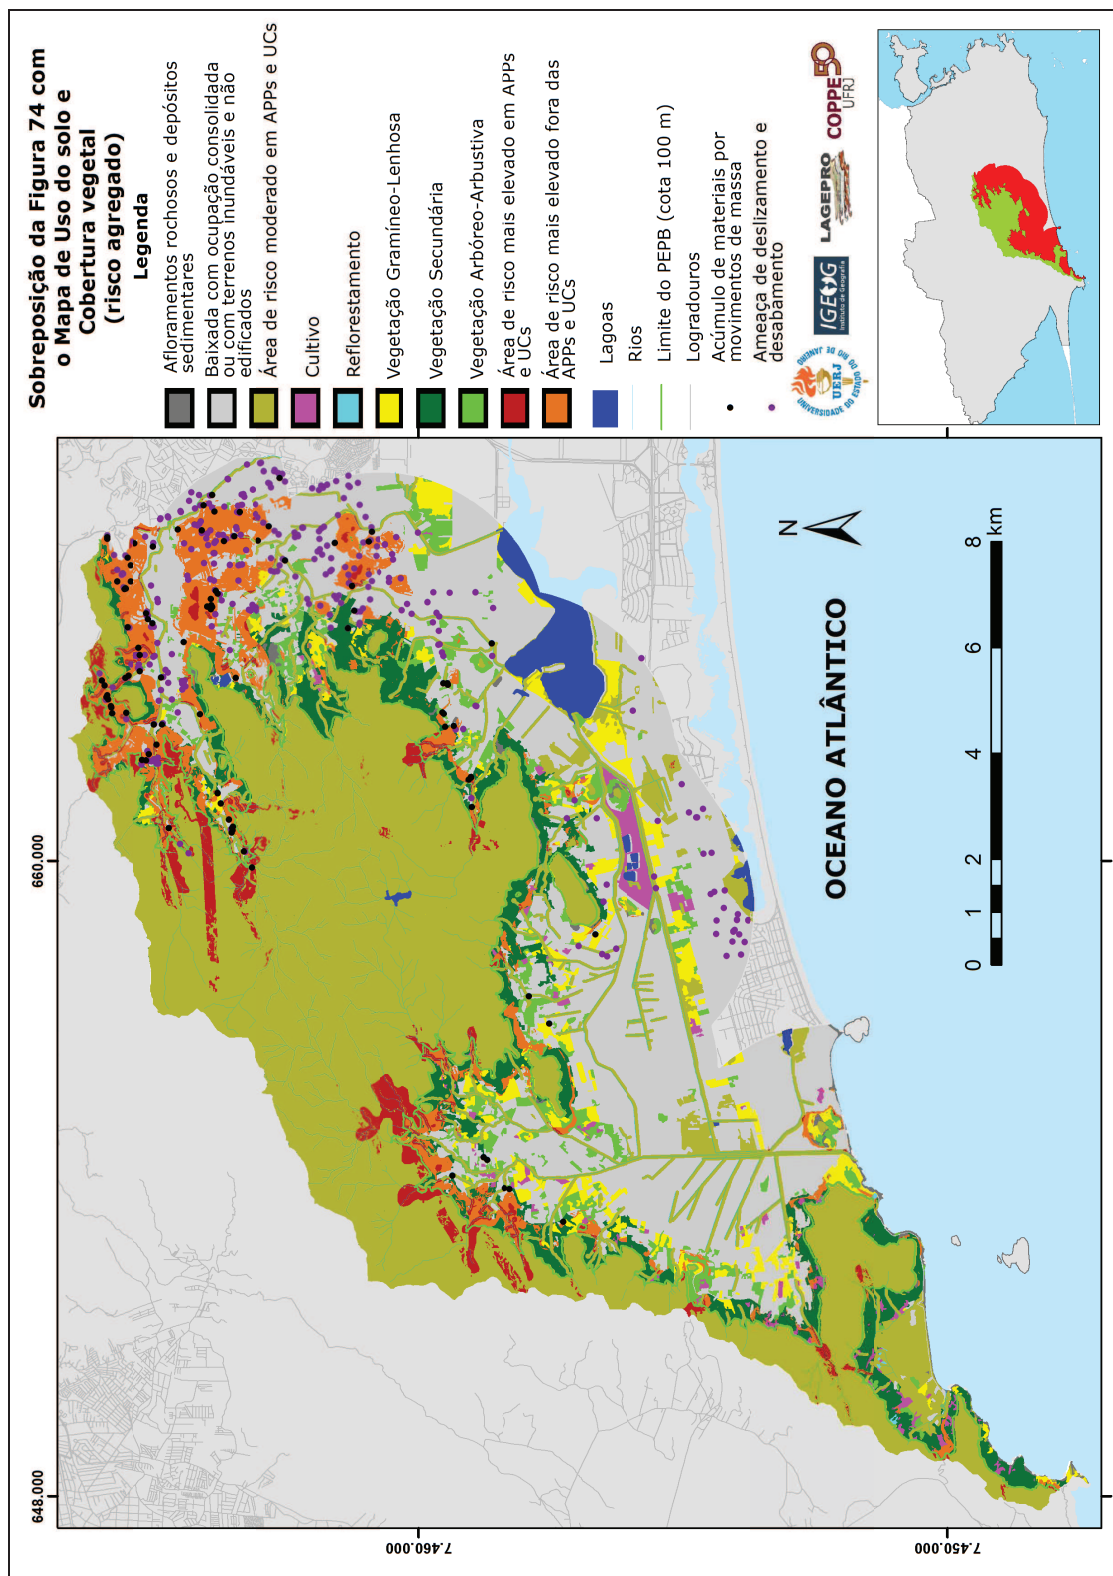 Sobreposição da Figura 74 com
o Mapa de Uso do solo e
Cobertura vegetal
(risco agregado)
Legenda
Afloramentos rochosos e depósitos
sedimentares
Baixada com ocupação consolidada
ou com terrenos inundáveis e não
edificados
Área de risco moderado em APPs e UCs
Cultivo
Reflorestamento
Vegetação Gramíneo-Lenhosa
Vegetação Secundária
Vegetação Arbóreo-Arbustiva
Área de risco mais elevado em APPs
e UCs
Área de risco mais elevado fora das
APPs e UCs
Lagoas
Rios
Limite do PEPB (cota 100 m)
Logradouros
Acúmulo de materiais por
movimentos de massa
Ameaça de deslizamento e
desabamento
UERJ
UNIVERSIDADE DO ESTADO DO RIO DE JANEIRO
IGEOG
Instituto de Geografia
LAGEPRO
COPPE 50
UFRJ
N
OCEANO ATLÂNTICO
0 1 2 4 6 8 km
648.000
660.000
7.460.000
7.450.000